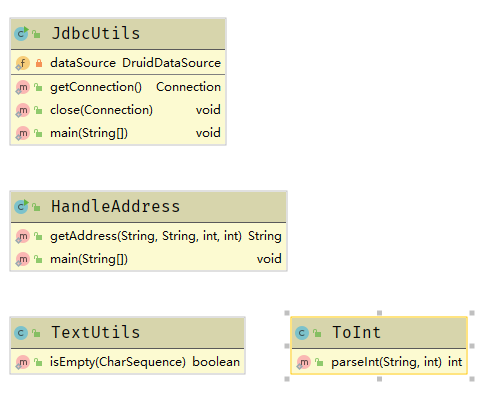 JdbcUtils
dataSource DruidDataSource
getConnection() Connection
close(Connection) void
main(String[]) void
HandleAddress
getAddress(String, String, int, int) String
main(String[]) void
TextUtils
isEmpty(CharSequence) boolean
ToInt
parseInt(String, int) int